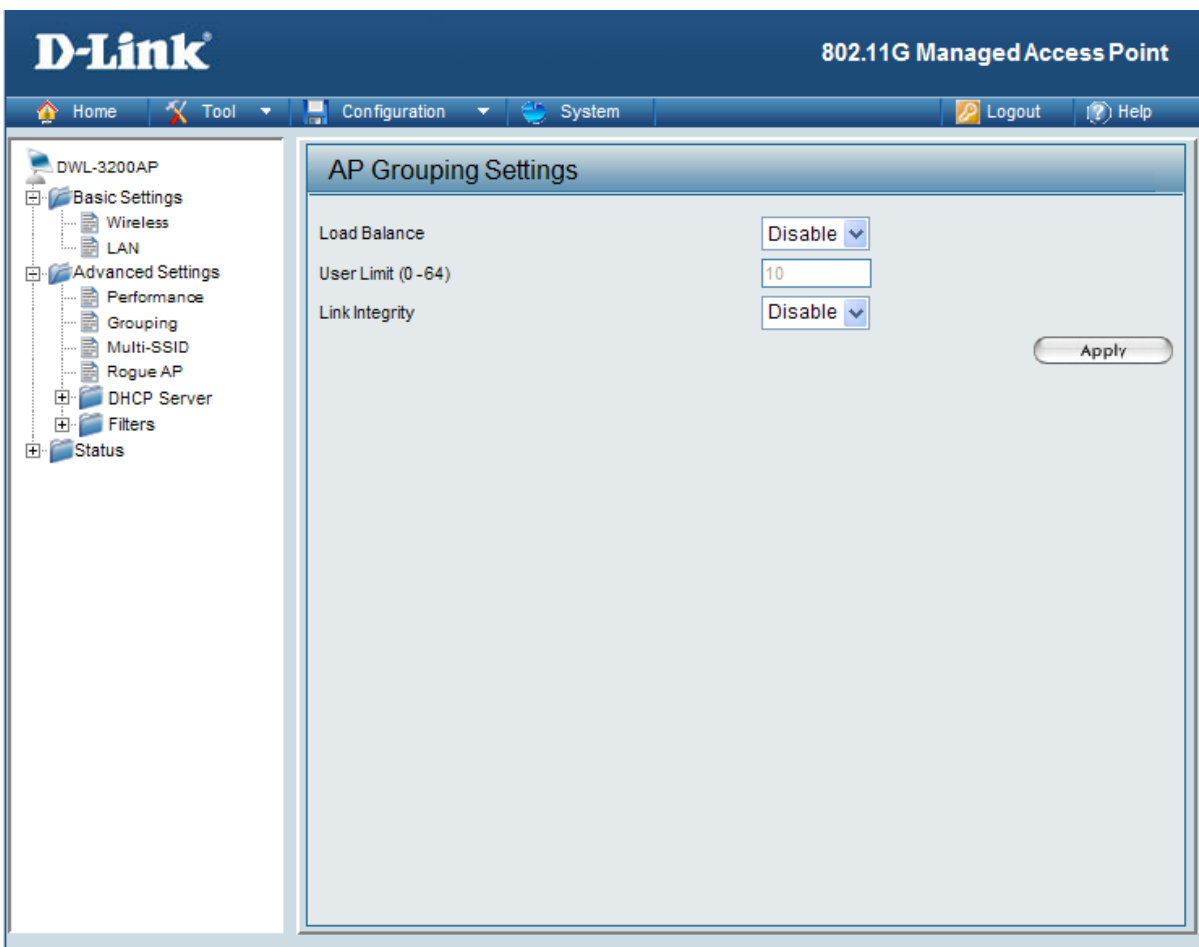 D-Link
802.11G Managed Access Point
Home Tool Configuration System Logout Help
DWL-3200AP
Basic Settings
Wireless
LAN
Advanced Settings
Performance
Grouping
Multi-SSID
Rogue AP
DHCP Server
Filters
Status
AP Grouping Settings
Load Balance Disable
User Limit (0 - 64) 10
Link Integrity Disable
Apply